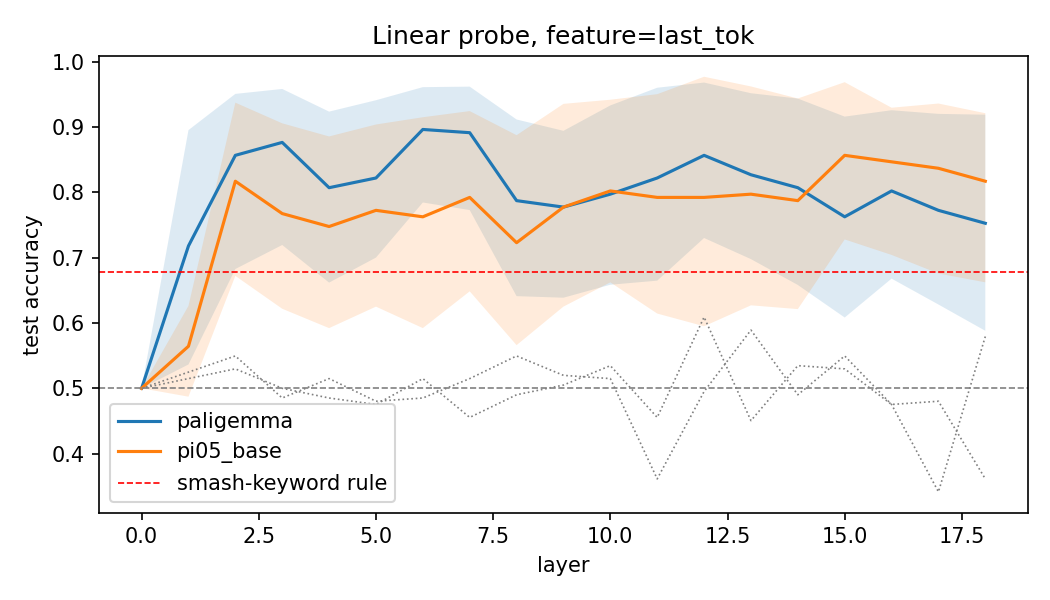 Linear probe, feature=last_tok
1.0
0.9
0.8
0.7
0.6
0.5
0.4
test accuracy
paligemma
pi05_base
smash-keyword rule
0.0
2.5
5.0
7.5
10.0
12.5
15.0
17.5
layer